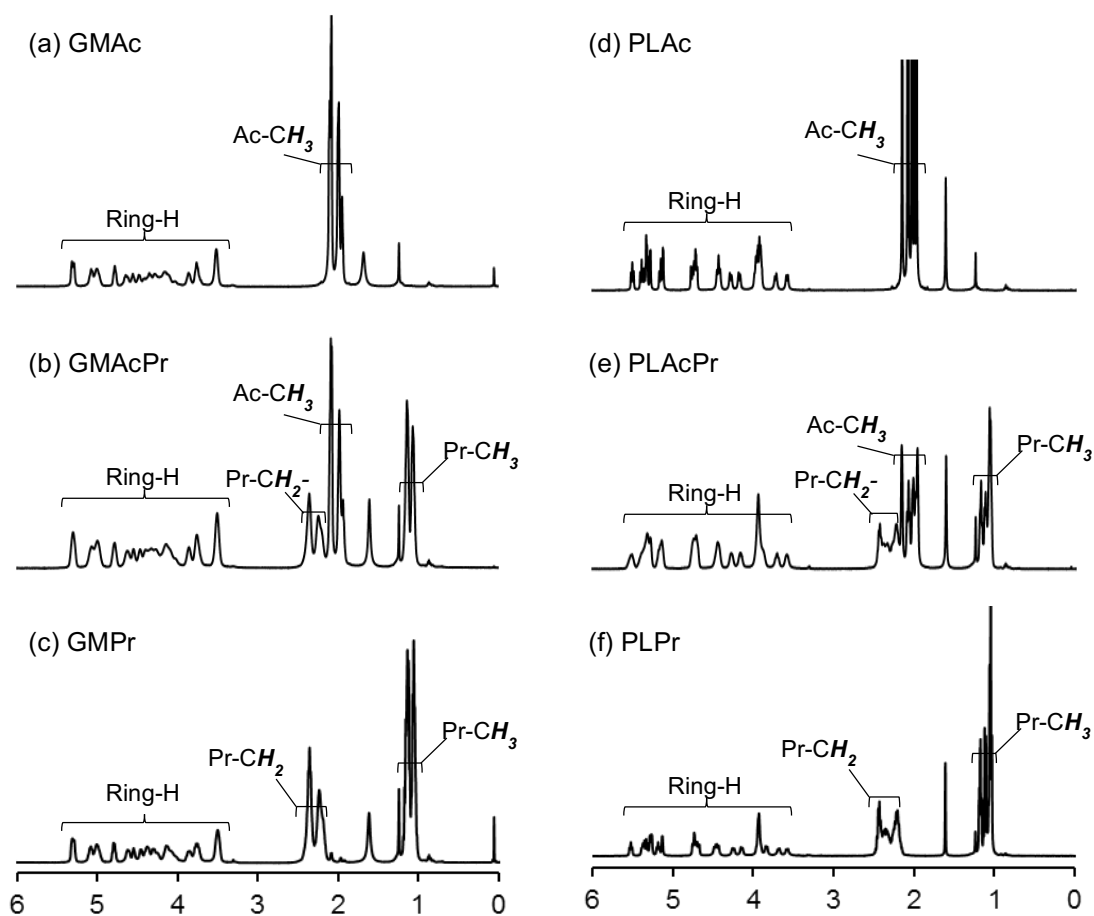 (a) GMAc
Ac-CH3
Ring-H
(b) GMAcPr
Ac-CH3
Pr-CH3
Pr-CH2-
Ring-H
(c) GMPr
Pr-CH3
Pr-CH2
Ring-H
6 5 4 3 2 1 0
(d) PLAc
Ac-CH3
Ring-H
(e) PLAcPr
Ac-CH3
Pr-CH3
Pr-CH2-
Ring-H
(f) PLPr
Pr-CH3
Pr-CH2
Ring-H
6 5 4 3 2 1 0